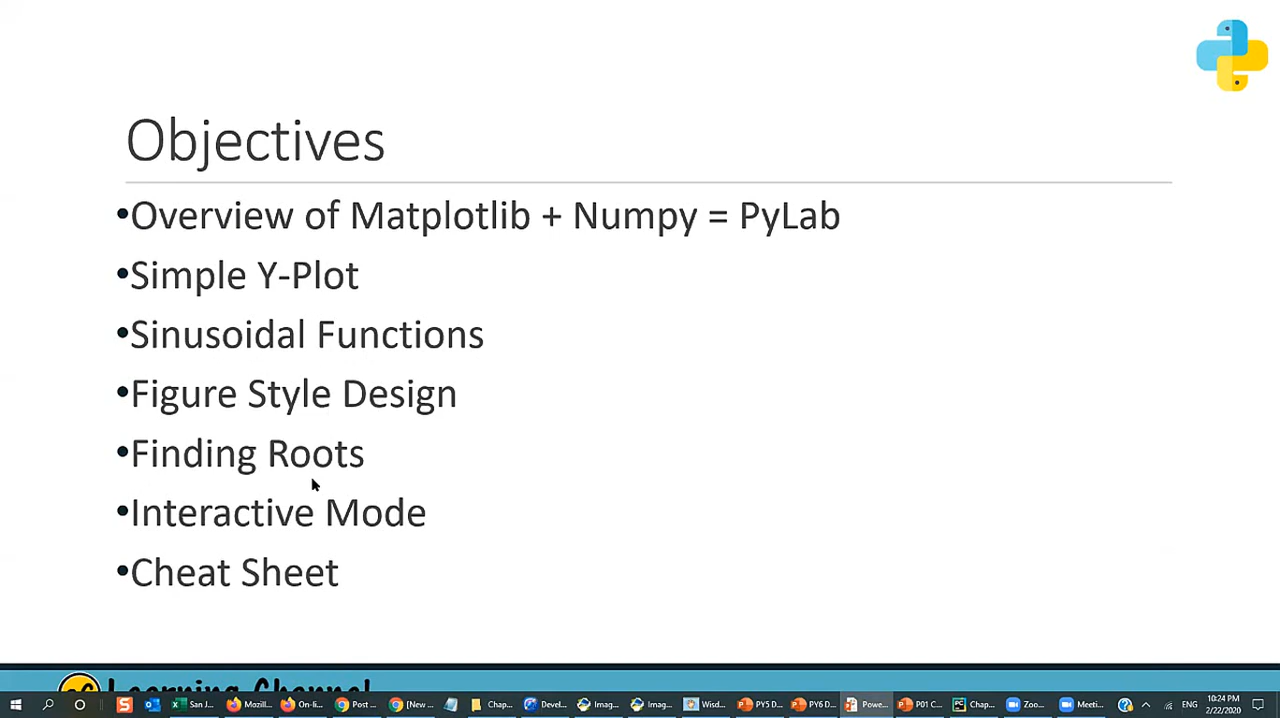 Objectives
•Overview of Matplotlib + Numpy = PyLab
•Simple Y-Plot
•Sinusoidal Functions
•Figure Style Design
•Finding Roots
•Interactive Mode
•Cheat Sheet
Learning Channel
San J... Mozill... On-li... Post ... [New ... Chap... Devel... Imag... Imag... Wisd... PY5 D... PY6 D... Powe... P01 C... Chap... Zoo... Meeti... ENG 10:24 PM
2/22/2020